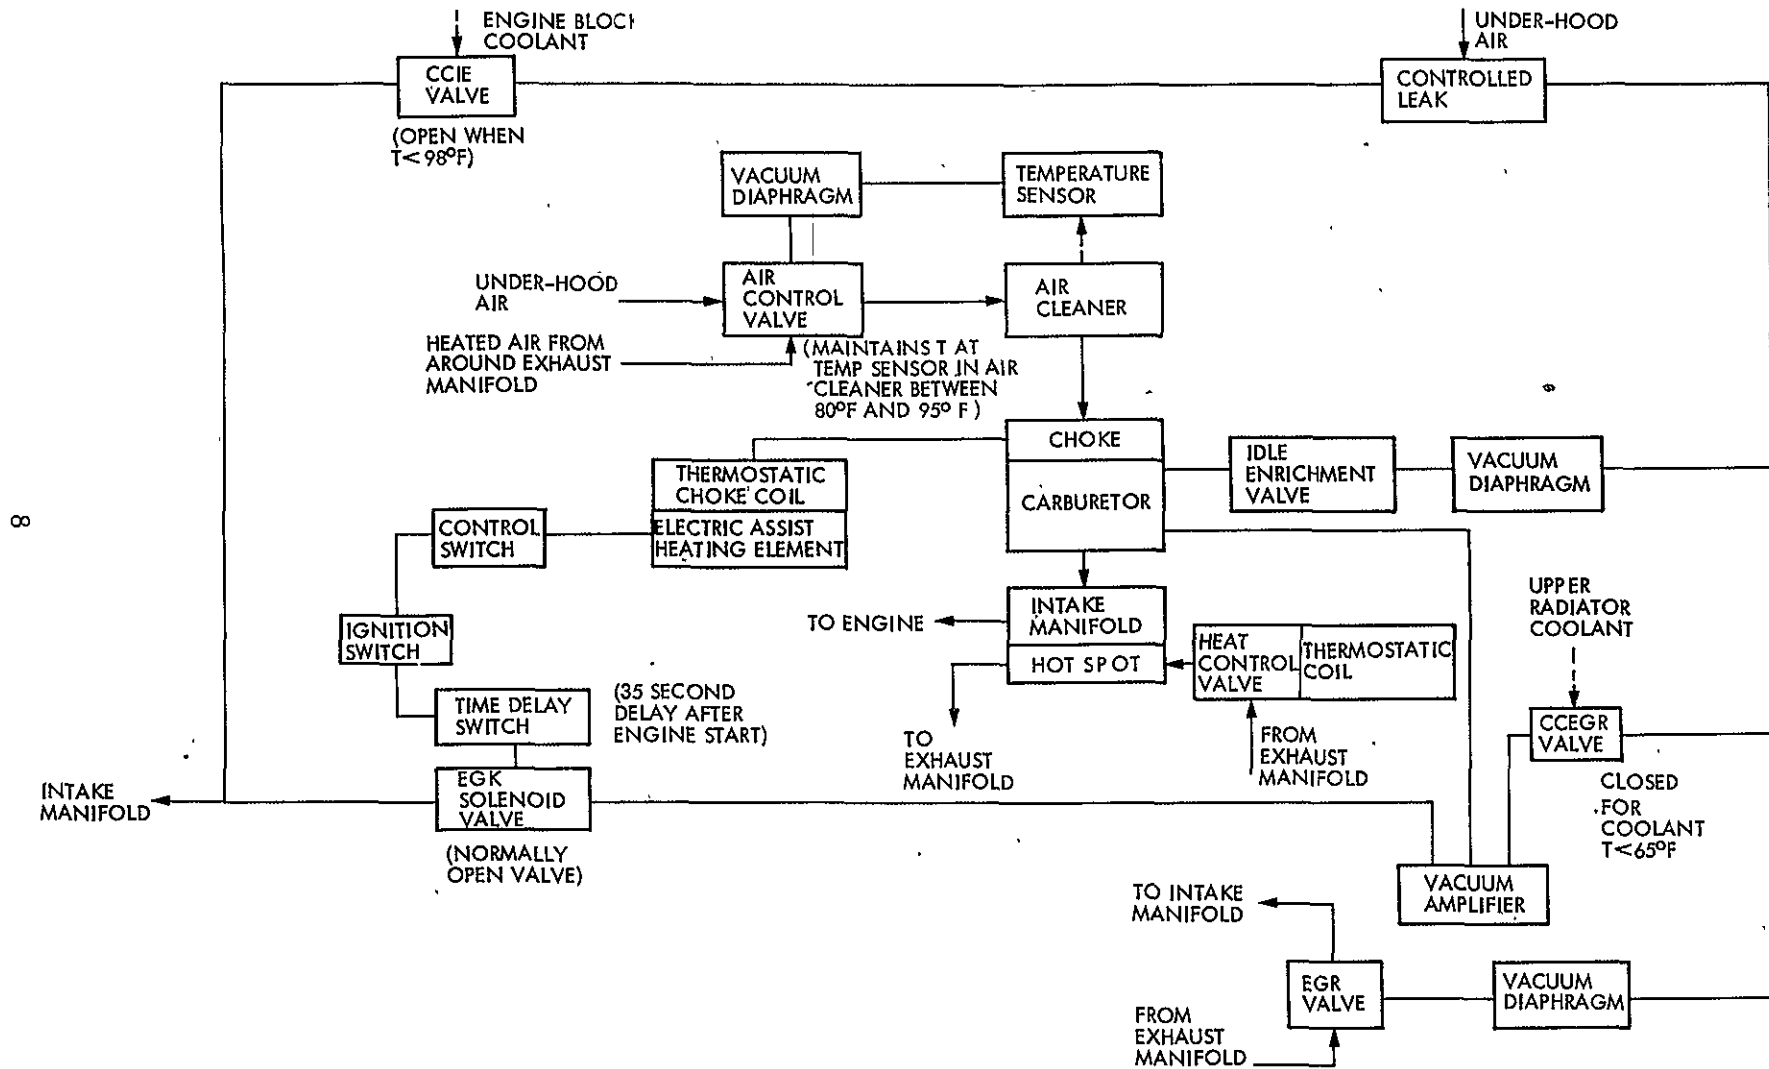 ENGINE BLOCK
COOLANT
UNDER-HOOD
AIR
CCIE
VALVE
CONTROLLED
LEAK
(OPEN WHEN
T< 98°F)
VACUUM
DIAPHRAGM
TEMPERATURE
SENSOR
UNDER-HOOD
AIR
AIR
CONTROL
VALVE
AIR
CLEANER
HEATED AIR FROM
AROUND EXHAUST
MANIFOLD
(MAINTAINS T AT
TEMP SENSOR IN AIR
CLEANER BETWEEN
80°F AND 95° F)
CHOKE
CARBURETOR
IDLE
ENRICHMENT
VALVE
VACUUM
DIAPHRAGM
THERMOSTATIC
CHOKE COIL
ELECTRIC ASSIST
HEATING ELEMENT
CONTROL
SWITCH
8
IGNITION
SWITCH
TO ENGINE
INTAKE
MANIFOLD
HOT SPOT
HEAT
CONTROL
VALVE
THERMOSTATIC
COIL
UPPER
RADIATOR
COOLANT
TIME DELAY
SWITCH
(35 SECOND
DELAY AFTER
ENGINE START)
TO
EXHAUST
MANIFOLD
FROM
EXHAUST
MANIFOLD
CCEGR
VALVE
CLOSED
FOR
COOLANT
T<65°F
INTAKE
MANIFOLD
EGR
SOLENOID
VALVE
(NORMALLY
OPEN VALVE)
VACUUM
AMPLIFIER
TO INTAKE
MANIFOLD
EGR
VALVE
VACUUM
DIAPHRAGM
FROM
EXHAUST
MANIFOLD